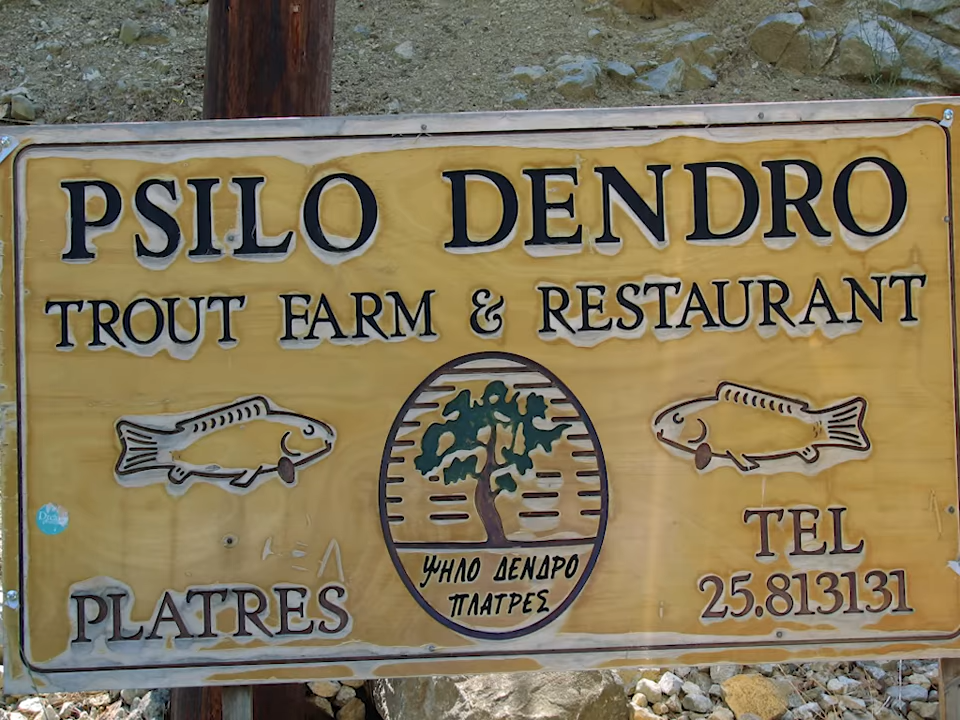 PSILO DENDRO
TROUT FARM & RESTAURANT
ΨΗΛΟ ΔΕΝΔΡΟ
ΠΛΑΤΡΕΣ
PLATRES
TEL
25.813131